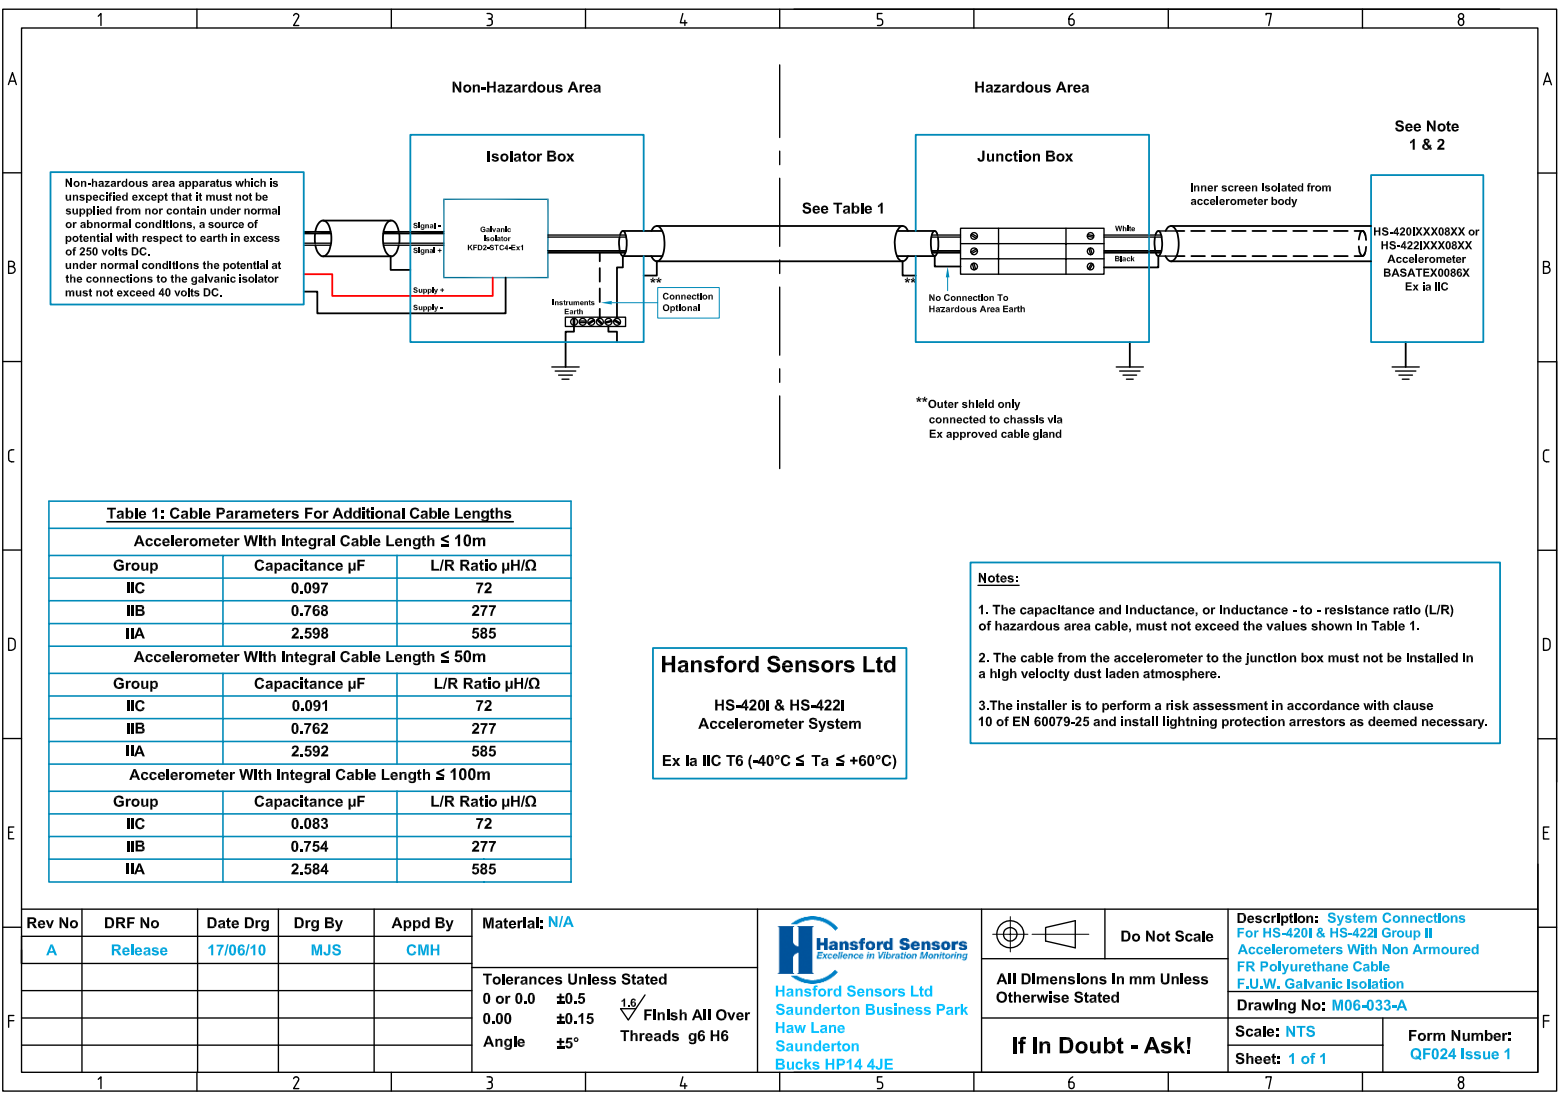 1 2 3 4 5 6 7 8
A A
Non-Hazardous Area
Hazardous Area
See Note
1 & 2
Isolator Box
Junction Box
Non-hazardous area apparatus which is
unspecified except that it must not be
supplied from nor contain under normal
or abnormal conditions, a source of
potential with respect to earth in excess
of 250 volts DC.
under normal conditions the potential at
the connections to the galvanic isolator
must not exceed 40 volts DC.
Signal -
Signal +
Supply +
Supply -
Galvanic
Isolator
KFD2-STC4-Ex1
Instruments
Earth
**
Connection
Optional
See Table 1
**
White
Black
No Connection To
Hazardous Area Earth
Inner screen Isolated from
accelerometer body
HS-420IXXX08XX or
HS-422IXXX08XX
Accelerometer
BASATEX0086X
Ex ia IIC
B B
**Outer shield only
connected to chassis via
Ex approved cable gland
C C
Table 1: Cable Parameters For Additional Cable Lengths
Accelerometer With Integral Cable Length ≤ 10m
Group Capacitance µF L/R Ratio µH/Ω
IIC 0.097 72
IIB 0.768 277
IIA 2.598 585
Accelerometer With Integral Cable Length ≤ 50m
Group Capacitance µF L/R Ratio µH/Ω
IIC 0.091 72
IIB 0.762 277
IIA 2.592 585
Accelerometer With Integral Cable Length ≤ 100m
Group Capacitance µF L/R Ratio µH/Ω
IIC 0.083 72
IIB 0.754 277
IIA 2.584 585
D D
Hansford Sensors Ltd
HS-420I & HS-422I
Accelerometer System
Ex Ia IIC T6 (-40°C ≤ Ta ≤ +60°C)
Notes:
1. The capacitance and Inductance, or Inductance - to - resistance ratio (L/R)
of hazardous area cable, must not exceed the values shown In Table 1.
2. The cable from the accelerometer to the junction box must not be Installed In
a high velocity dust laden atmosphere.
3.The installer is to perform a risk assessment in accordance with clause
10 of EN 60079-25 and install lightning protection arrestors as deemed necessary.
E E
Rev No DRF No Date Drg Drg By Appd By
A Release 17/06/10 MJS CMH
Material: N/A
Tolerances Unless Stated
0 or 0.0 ±0.5
0.00 ±0.15
Angle ±5°
1.6 Finish All Over
Threads g6 H6
H Hansford Sensors
Excellence in Vibration Monitoring
Hansford Sensors Ltd
Saunderton Business Park
Haw Lane
Saunderton
Bucks HP14 4JE
Do Not Scale
All Dimensions In mm Unless
Otherwise Stated
If In Doubt - Ask!
Description: System Connections
For HS-420I & HS-422I Group II
Accelerometers With Non Armoured
FR Polyurethane Cable
F.U.W. Galvanic Isolation
Drawing No: M06-033-A
Scale: NTS
Sheet: 1 of 1
Form Number:
QF024 Issue 1
F F
1 2 3 4 5 6 7 8